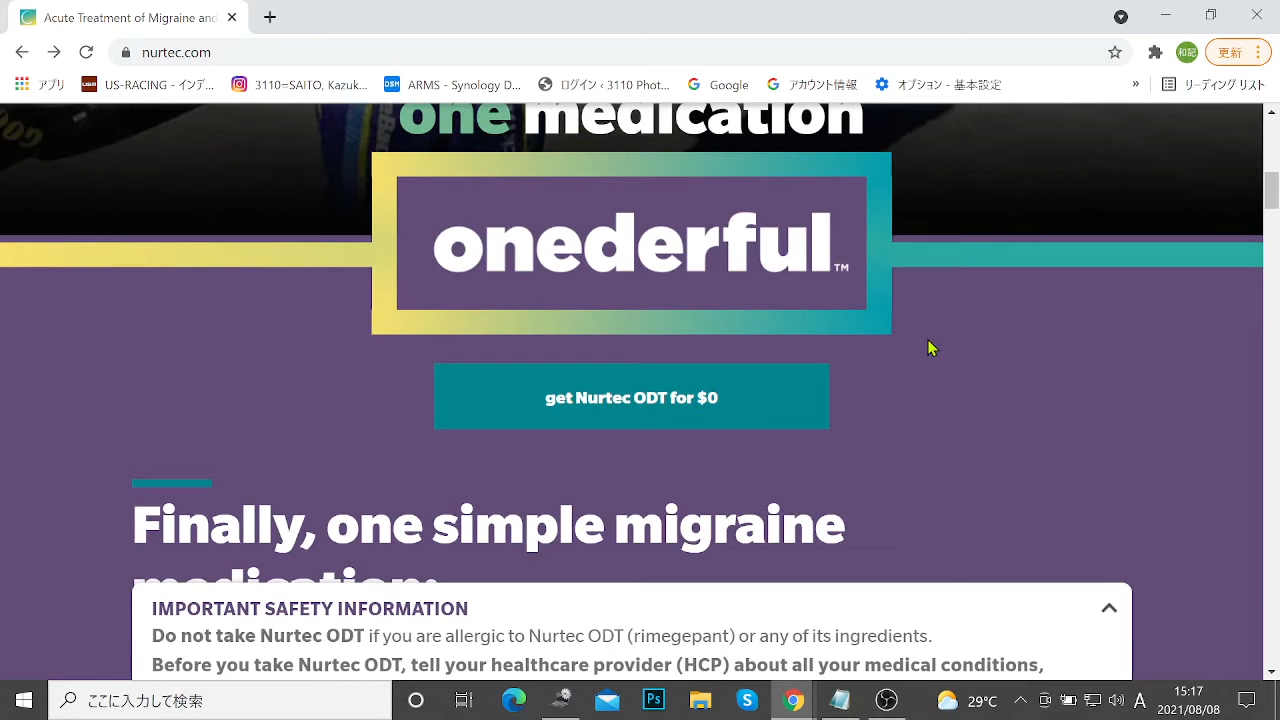 Acute Treatment of Migraine and
nurtec.com
和記
更新
アプリ
US-RACING - インデ...
3110=SAITO, Kazuk...
DSM
ARMS - Synology D...
ログイン - 3110 Phot...
Google
アカウント情報
オプション - 基本設定
»
リーディング リスト
one medication
onederful™
get Nurtec ODT for $0
Finally, one simple migraine
medication:
IMPORTANT SAFETY INFORMATION
Do not take Nurtec ODT if you are allergic to Nurtec ODT (rimegepant) or any of its ingredients.
Before you take Nurtec ODT, tell your healthcare provider (HCP) about all your medical conditions,
ここに入力して検索
Ps
29°C
A
15:17
2021/08/08